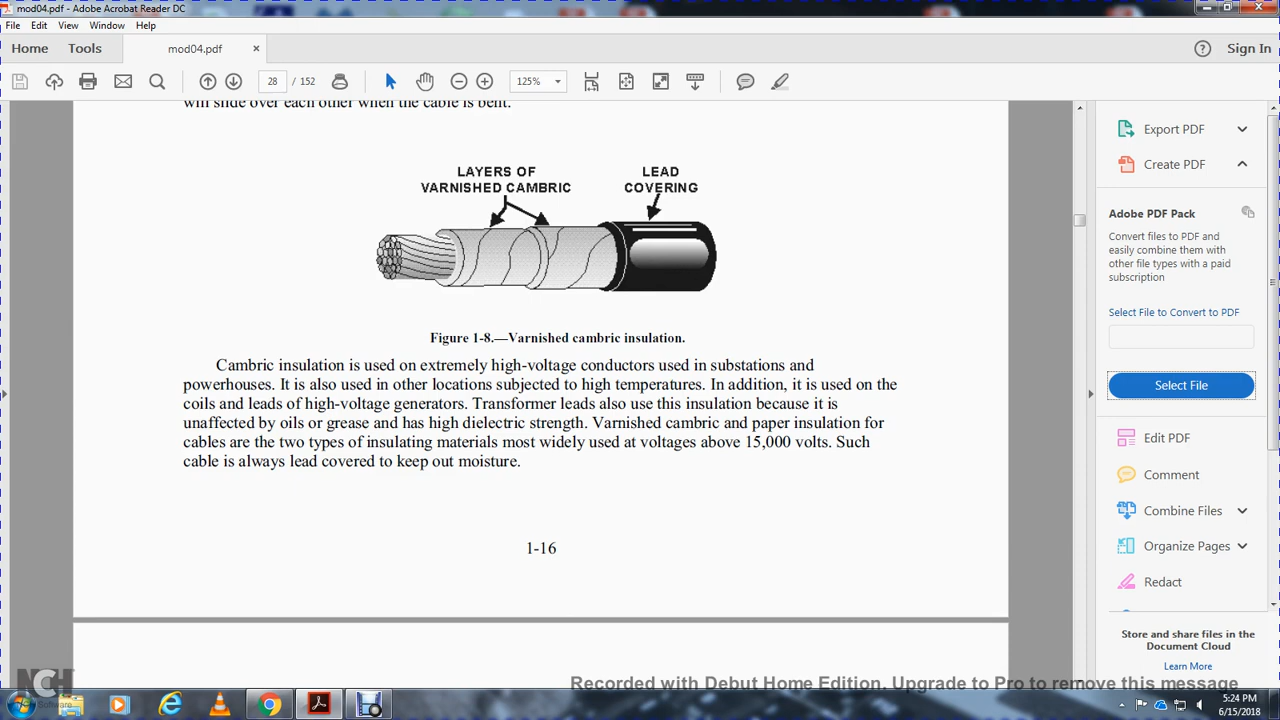 mod04.pdf - Adobe Acrobat Reader DC
File Edit View Window Help
Home Tools mod04.pdf × Sign In
28 / 152 125%
will slide over each other when the cable is bent.
LAYERS OF
VARNISHED CAMBRIC
LEAD
COVERING
Figure 1-8.—Varnished cambric insulation.
Cambric insulation is used on extremely high-voltage conductors used in substations and
powerhouses. It is also used in other locations subjected to high temperatures. In addition, it is used on the
coils and leads of high-voltage generators. Transformer leads also use this insulation because it is
unaffected by oils or grease and has high dielectric strength. Varnished cambric and paper insulation for
cables are the two types of insulating materials most widely used at voltages above 15,000 volts. Such
cable is always lead covered to keep out moisture.
1-16
Export PDF
Create PDF
Adobe PDF Pack
Convert files to PDF and
easily combine them with
other file types with a paid
subscription
Select File to Convert to PDF
Select File
Edit PDF
Comment
Combine Files
Organize Pages
Redact
Store and share files in the
Document Cloud
Learn More
NCH
Software
Recorded with Debut Home Edition. Upgrade to Pro to remove this message
5:24 PM
6/15/2018